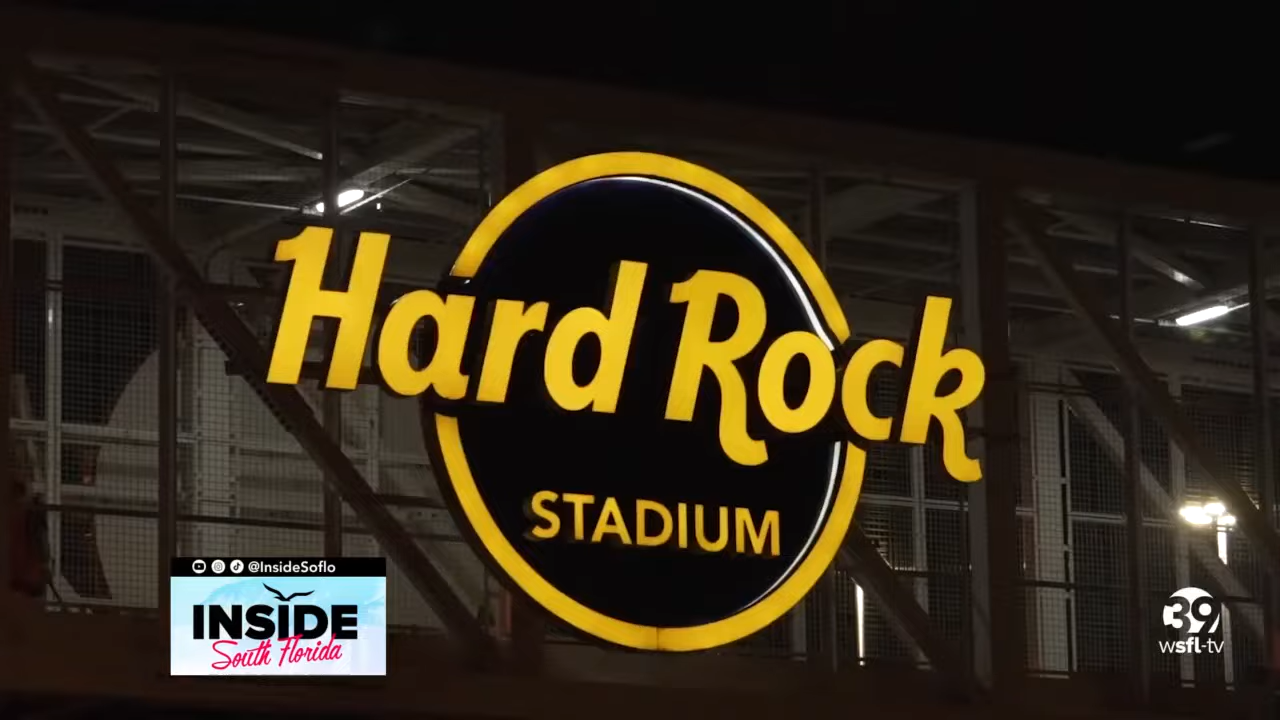 Hard Rock
STADIUM
@InsideSoflo
INSIDE
South Florida
39
wsfl-tv